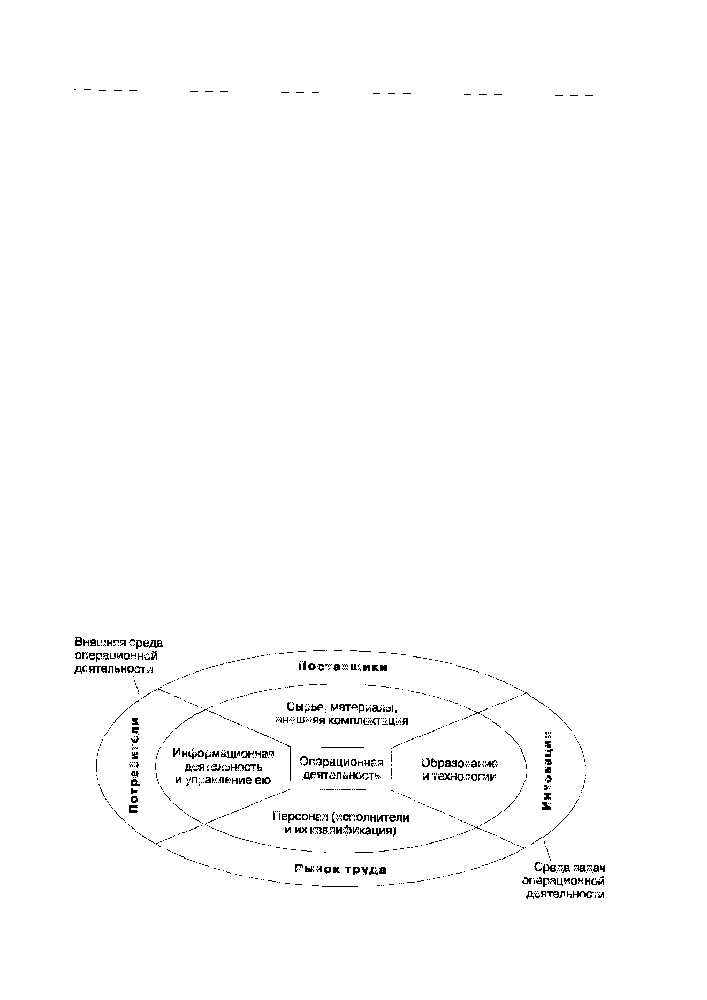 Внешняя среда
операционной
деятельности
Поставщики
Сырье, материалы,
внешняя комплектация
Потребители
Информационная
деятельность
и управление ею
Операционная
деятельность
Образование
и технологии
Инновации
Персонал (исполнители
и их квалификация)
Рынок труда
Среда задач
операционной
деятельности